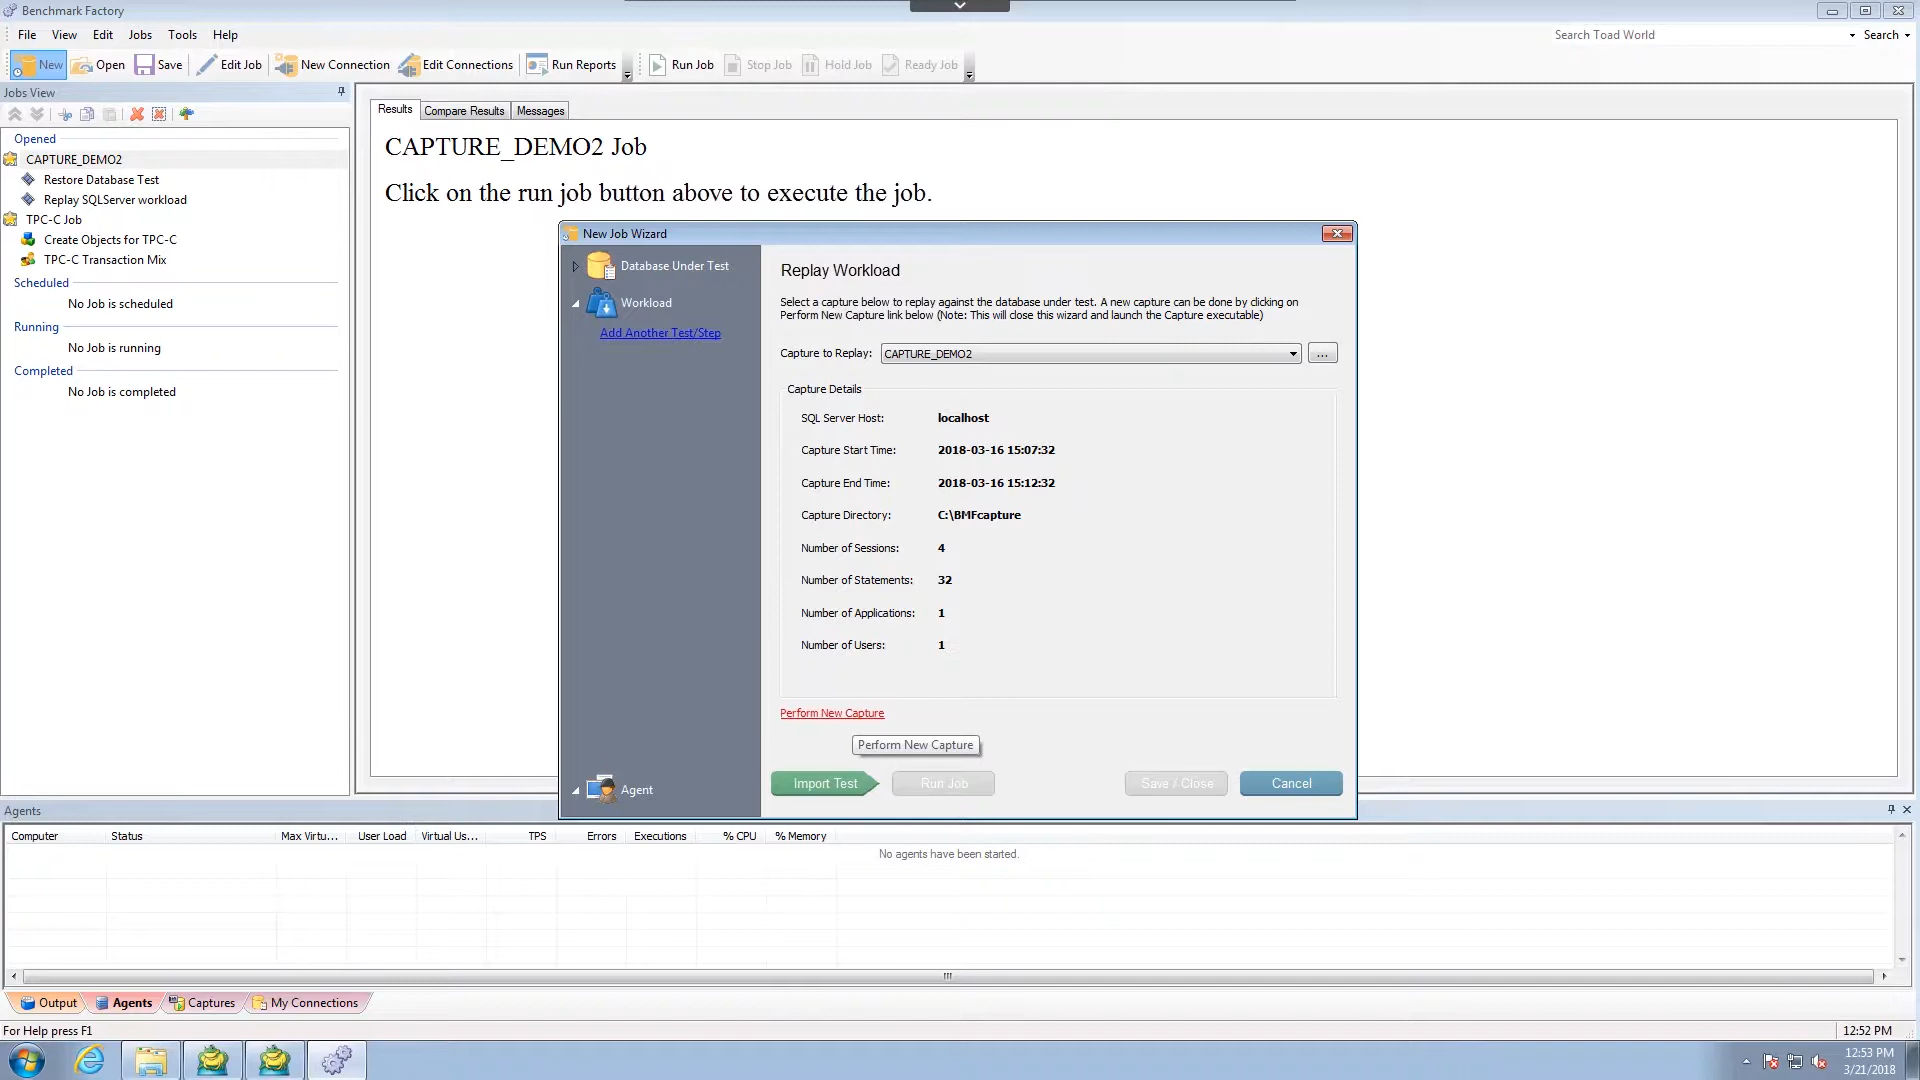 Benchmark Factory
File View Edit Jobs Tools Help
Search Toad World Search
New Open Save Edit Job New Connection Edit Connections Run Reports Run Job Stop Job Hold Job Ready Job
Jobs View
Opened
CAPTURE_DEMO2
Restore Database Test
Replay SQLServer workload
TPC-C Job
Create Objects for TPC-C
TPC-C Transaction Mix
Scheduled
No Job is scheduled
Running
No Job is running
Completed
No Job is completed
Results Compare Results Messages
CAPTURE_DEMO2 Job
Click on the run job button above to execute the job.
New Job Wizard
Database Under Test
Workload
Add Another Test/Step
Agent
Replay Workload
Select a capture below to replay against the database under test. A new capture can be done by clicking on
Perform New Capture link below (Note: This will close this wizard and launch the Capture executable)
Capture to Replay: CAPTURE_DEMO2 ...
Capture Details
SQL Server Host: localhost
Capture Start Time: 2018-03-16 15:07:32
Capture End Time: 2018-03-16 15:12:32
Capture Directory: C:\BMFcapture
Number of Sessions: 4
Number of Statements: 32
Number of Applications: 1
Number of Users: 1
Perform New Capture
Perform New Capture
Import Test Run Job Save / Close Cancel
Agents
Computer Status Max Virtu... User Load Virtual Us... TPS Errors Executions % CPU % Memory
No agents have been started.
Output Agents Captures My Connections
For Help press F1
12:52 PM
12:53 PM
3/21/2018